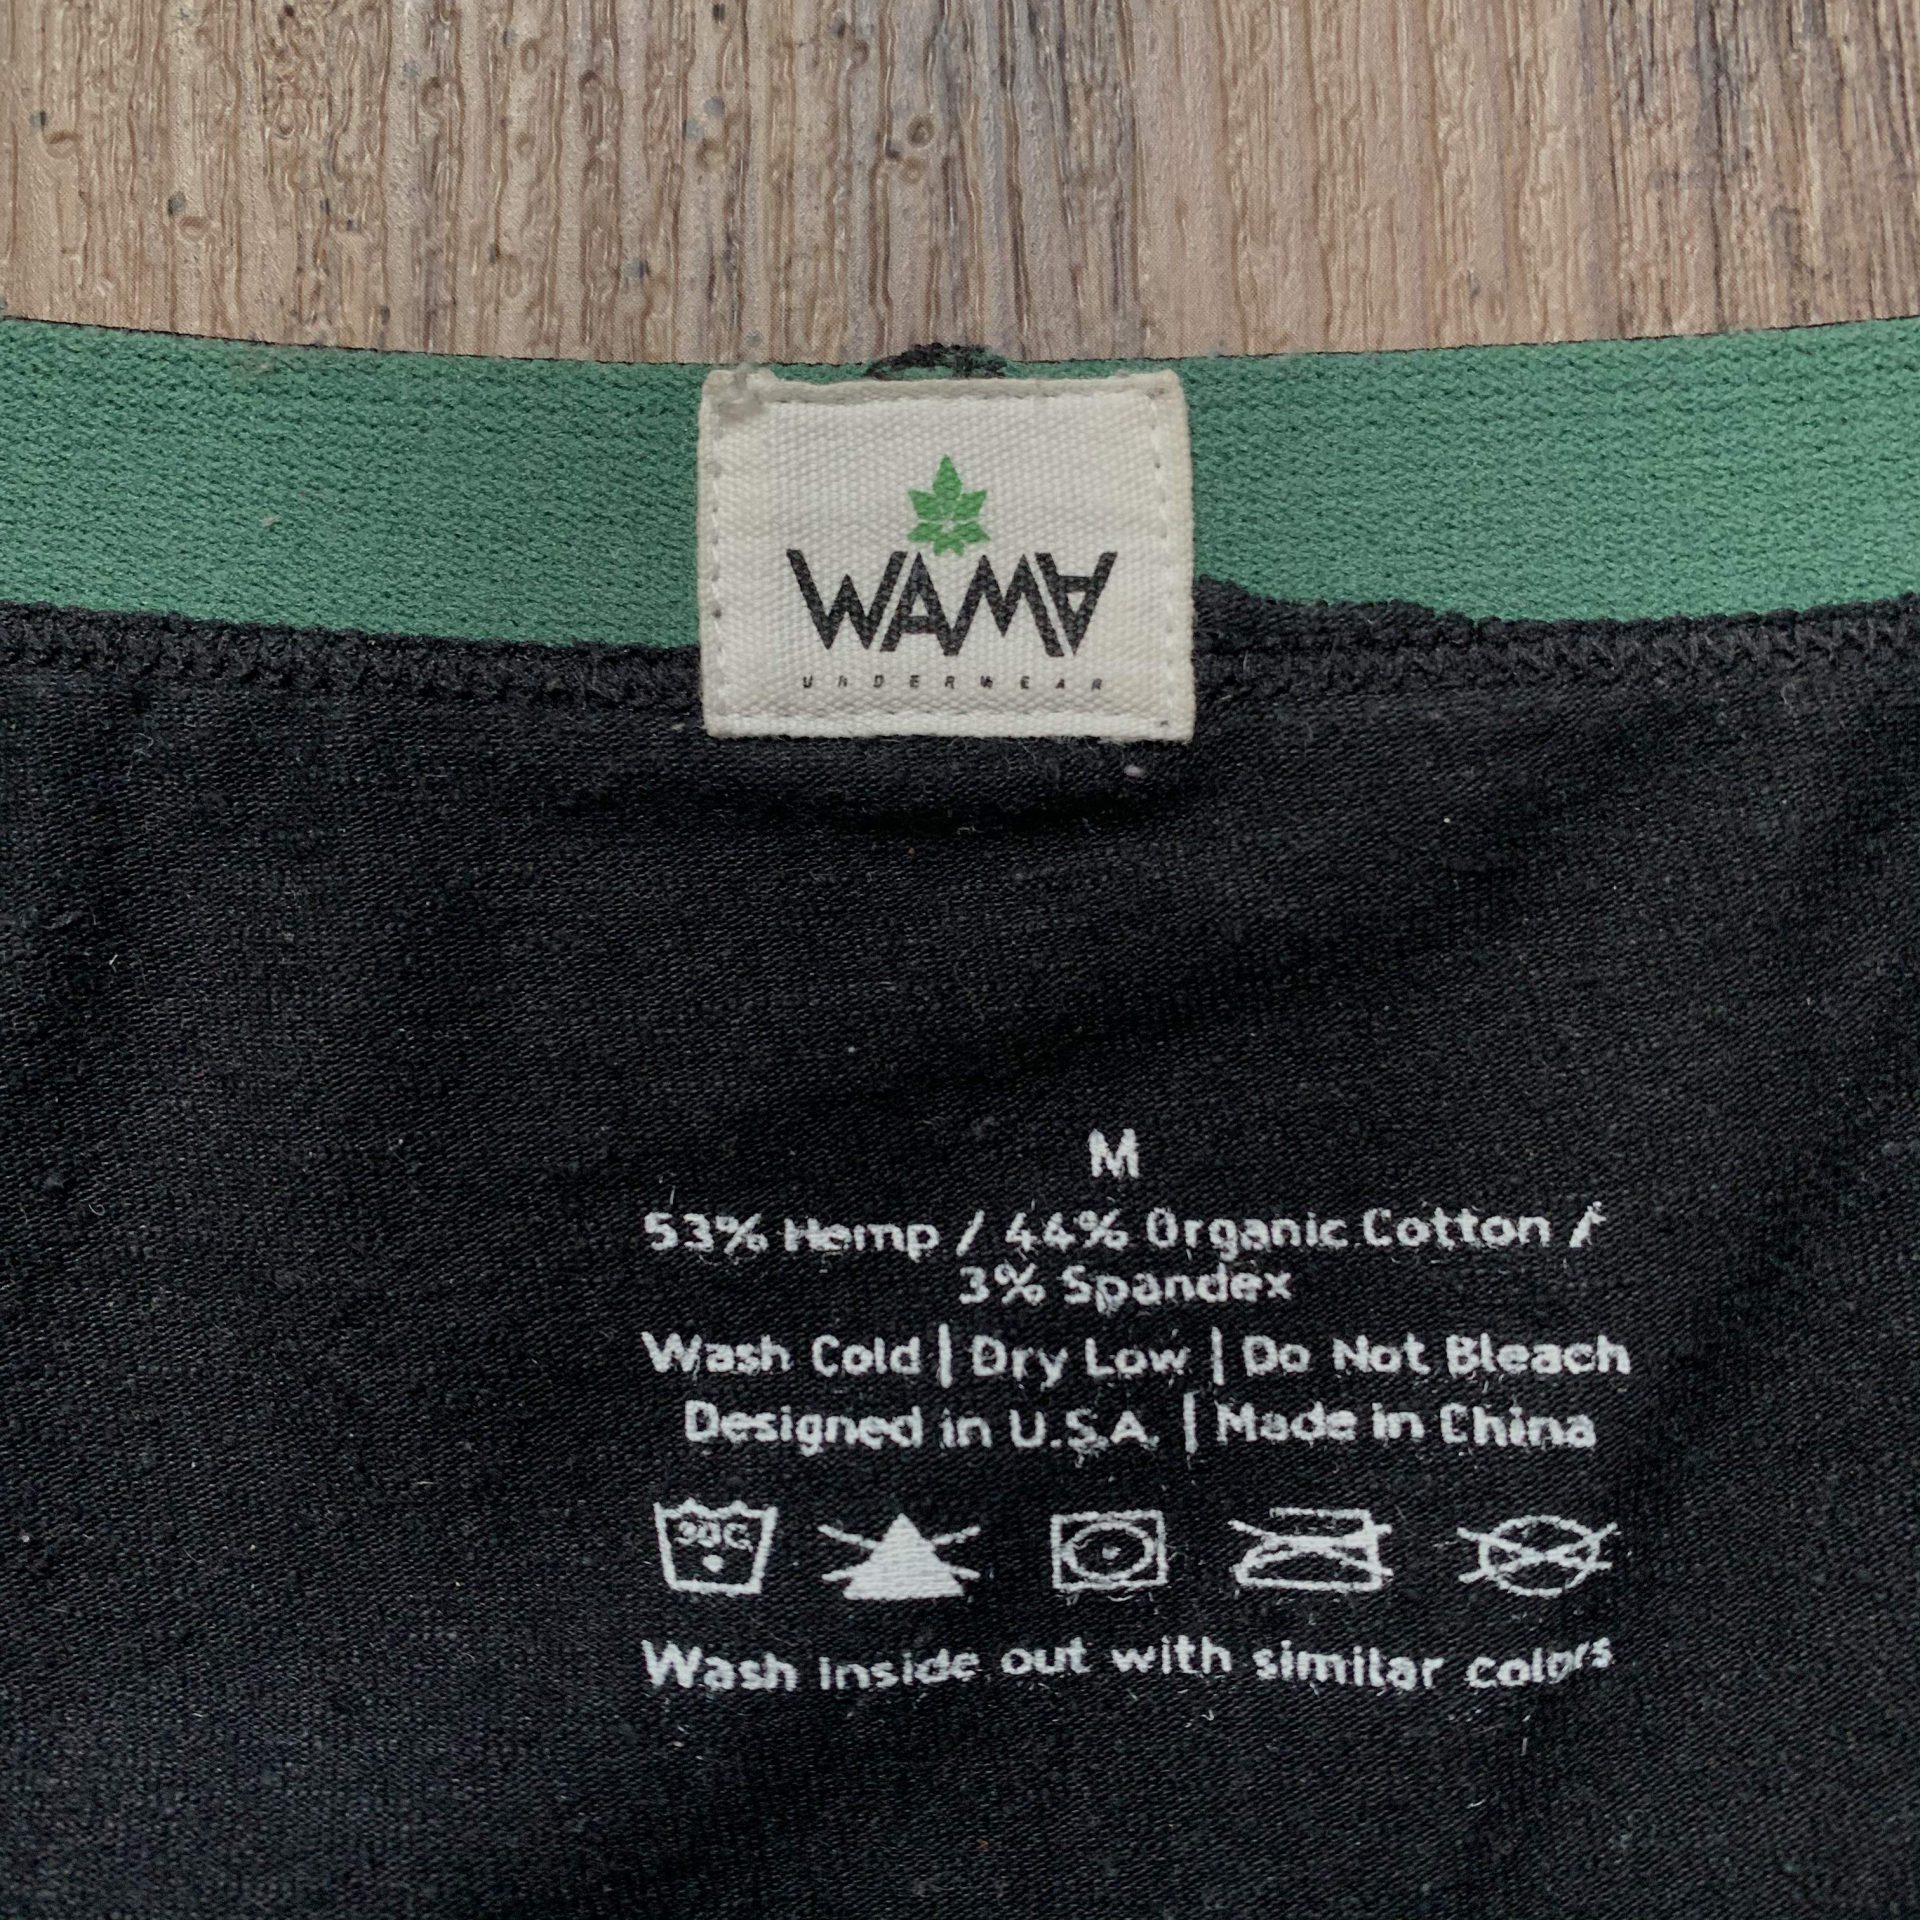 WAMA
UNDERWEAR
M
53% Hemp / 44% Organic Cotton /
3% Spandex
Wash Cold | Dry Low | Do Not Bleach
Designed in U.S.A. | Made in China
30C
Wash inside out with similar colors